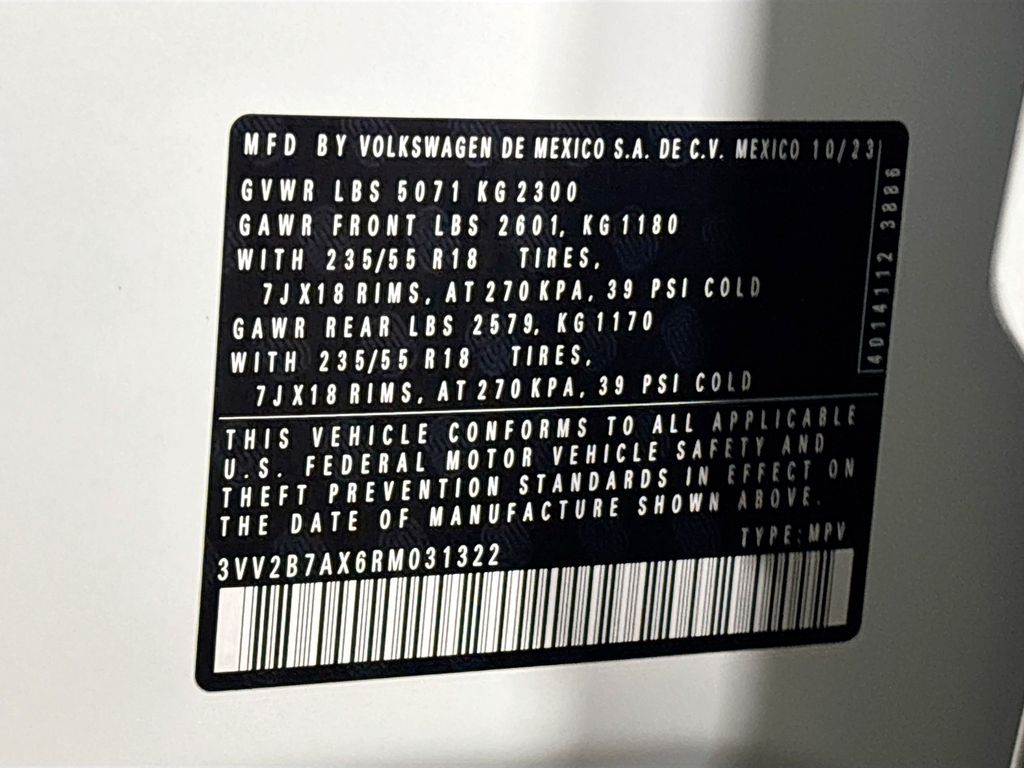 MFD BY VOLKSWAGEN DE MEXICO S.A. DE C.V. MEXICO 10/23
GVWR LBS 5071 KG 2300
GAWR FRONT LBS 2601, KG 1180
WITH 235/55 R18 TIRES,
7JX18 RIMS, AT 270 KPA, 39 PSI COLD
GAWR REAR LBS 2579, KG 1170
WITH 235/55 R18 TIRES,
7JX18 RIMS, AT 270 KPA, 39 PSI COLD
4014112 3886
THIS VEHICLE CONFORMS TO ALL APPLICABLE
U.S. FEDERAL MOTOR VEHICLE SAFETY AND
THEFT PREVENTION STANDARDS IN EFFECT ON
THE DATE OF MANUFACTURE SHOWN ABOVE.
TYPE: MPV
3VV2B7AX6RM031322